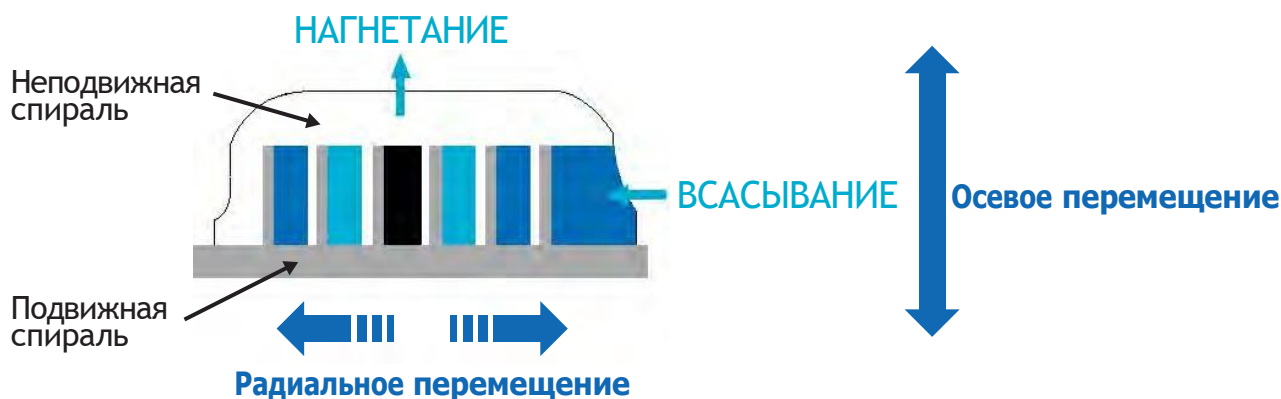 НАГНЕТАНИЕ
Неподвижная
спираль
ВСАСЫВАНИЕ
Осевое перемещение
Подвижная
спираль
Радиальное перемещение